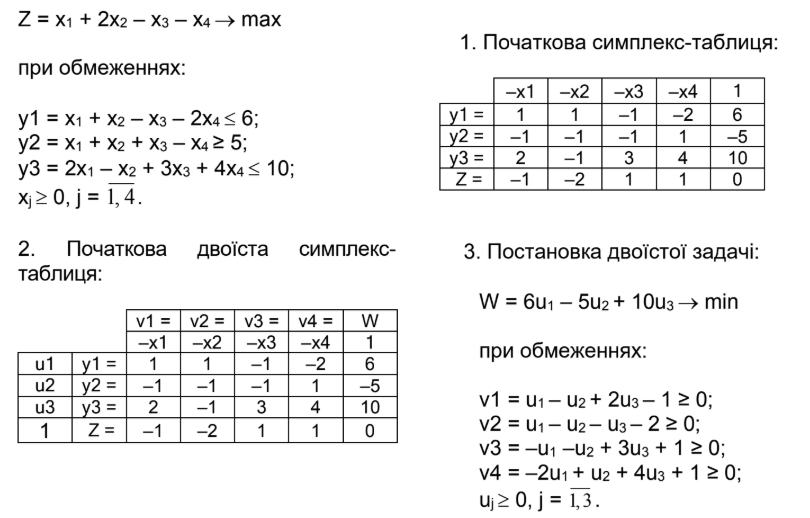 Z = x₁ + 2x₂ – x₃ – x₄ → max
при обмеженнях:
y1 = x₁ + x₂ – x₃ – 2x₄ ≤ 6;
y2 = x₁ + x₂ + x₃ – x₄ ≥ 5;
y3 = 2x₁ – x₂ + 3x₃ + 4x₄ ≤ 10;
xⱼ ≥ 0, j = 1, 4.
1. Початкова симплекс-таблиця:
–x1 –x2 –x3 –x4 1
y1 = 1 1 –1 –2 6
y2 = –1 –1 –1 1 –5
y3 = 2 –1 3 4 10
Z = –1 –2 1 1 0
2. Початкова двоїста симплекс-
таблиця:
v1 = v2 = v3 = v4 = W
–x1 –x2 –x3 –x4 1
u1 y1 = 1 1 –1 –2 6
u2 y2 = –1 –1 –1 1 –5
u3 y3 = 2 –1 3 4 10
1 Z = –1 –2 1 1 0
3. Постановка двоїстої задачі:
W = 6u₁ – 5u₂ + 10u₃ → min
при обмеженнях:
v1 = u₁ – u₂ + 2u₃ – 1 ≥ 0;
v2 = u₁ – u₂ – u₃ – 2 ≥ 0;
v3 = –u₁ –u₂ + 3u₃ + 1 ≥ 0;
v4 = –2u₁ + u₂ + 4u₃ + 1 ≥ 0;
uⱼ ≥ 0, j = 1,3.